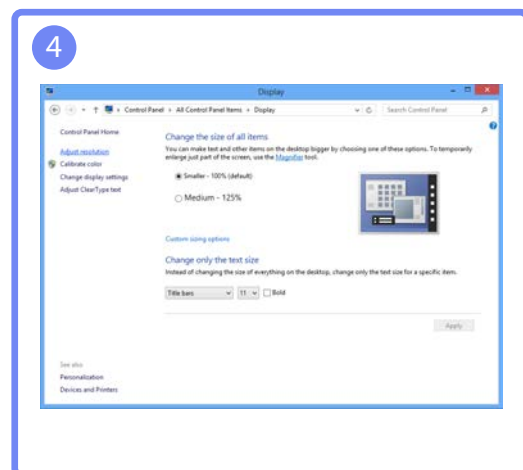 4
Display
Control Panel ▸ All Control Panel Items ▸ Display
Search Control Panel
Control Panel Home
Adjust resolution
Calibrate color
Change display settings
Adjust ClearType text
Change the size of all items
You can make text and other items on the desktop bigger by choosing one of these options. To temporarily
enlarge just part of the screen, use the Magnifier tool.
Smaller - 100% (default)
Medium - 125%
Custom sizing options
Change only the text size
Instead of changing the size of everything on the desktop, change only the text size for a specific item.
Title bars
11
Bold
Apply
See also
Personalization
Devices and Printers